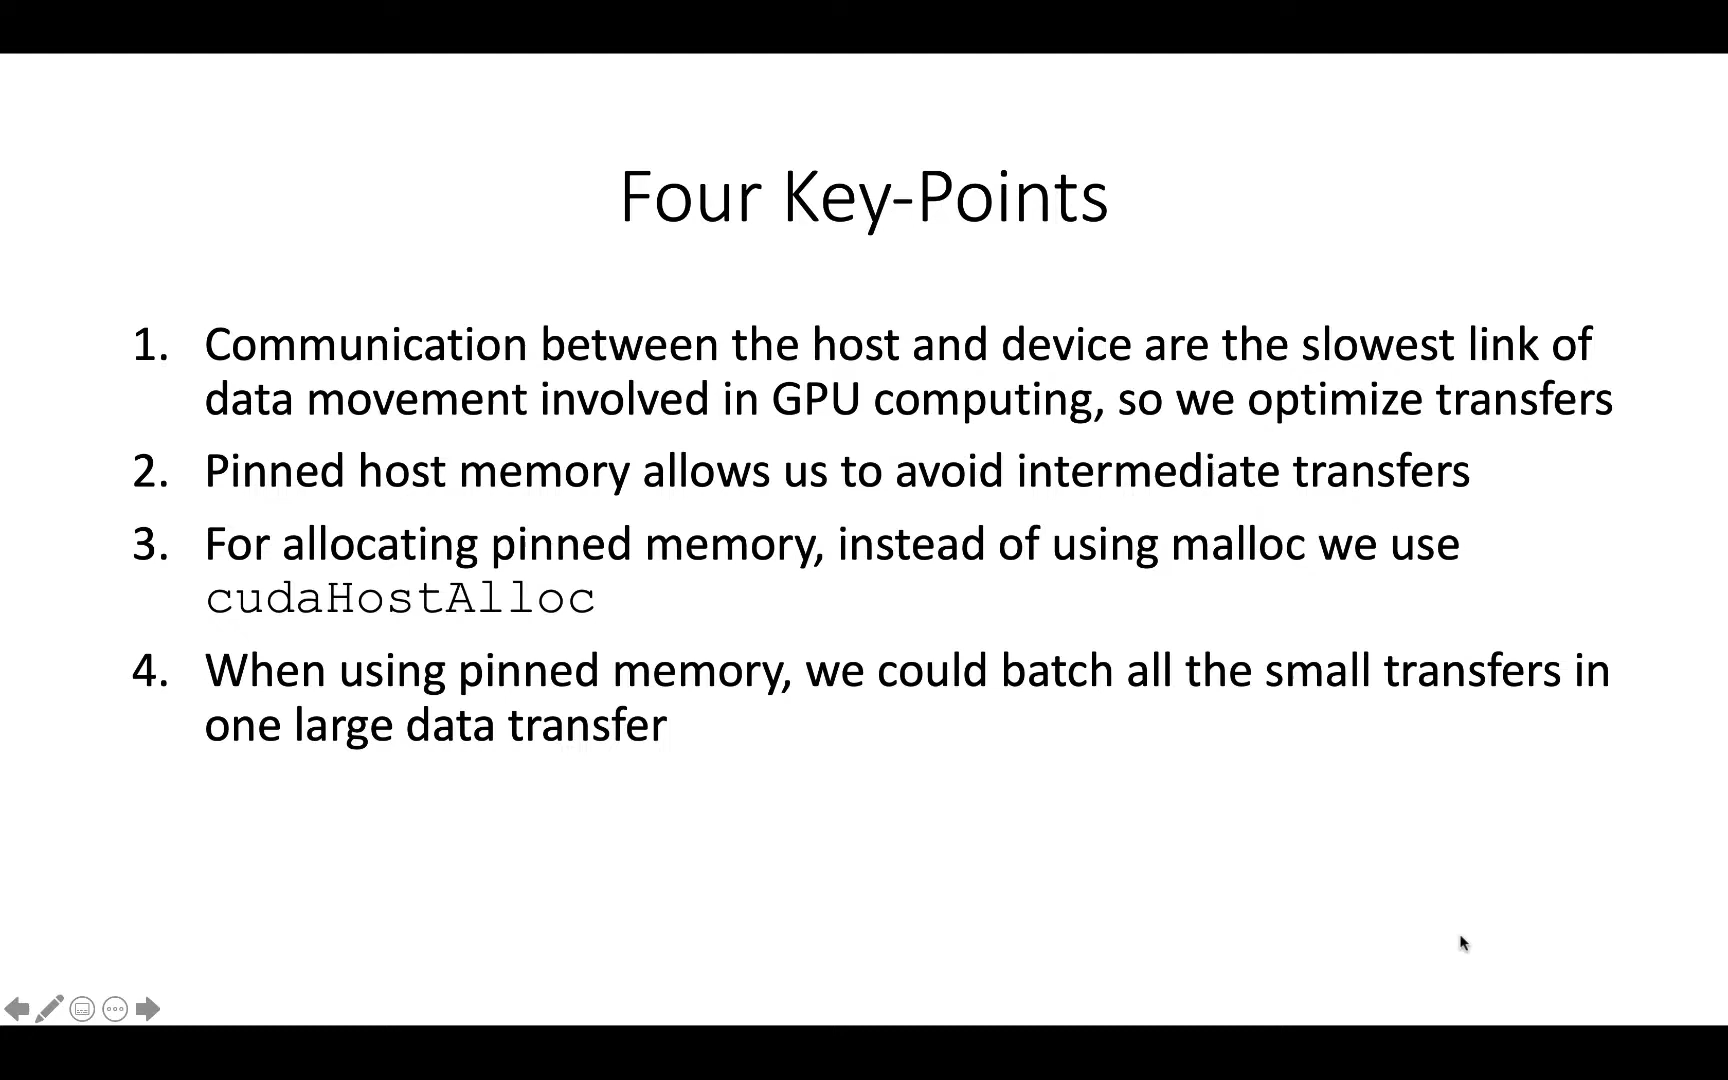 Four Key-Points
1. Communication between the host and device are the slowest link of
data movement involved in GPU computing, so we optimize transfers
2. Pinned host memory allows us to avoid intermediate transfers
3. For allocating pinned memory, instead of using malloc we use
cudaHostAlloc
4. When using pinned memory, we could batch all the small transfers in
one large data transfer